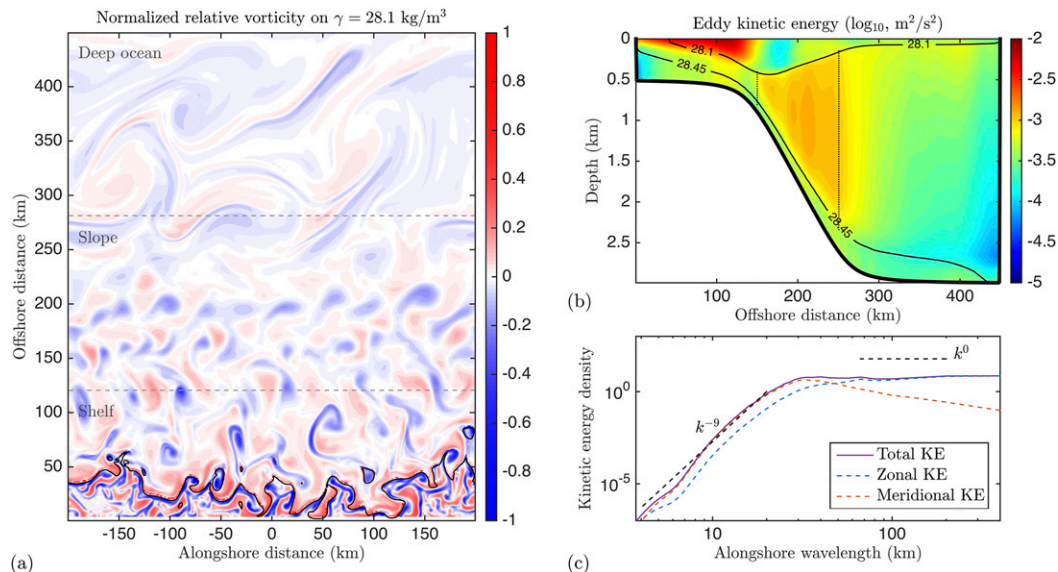 Normalized relative vorticity on γ = 28.1 kg/m³
Deep ocean
Slope
Shelf
Offshore distance (km)
50
100
150
200
250
300
350
400
-150
-100
-50
0
50
100
150
Alongshore distance (km)
1
0.8
0.6
0.4
0.2
0
-0.2
-0.4
-0.6
-0.8
-1
(a)
Eddy kinetic energy (log₁₀, m²/s²)
28.1
28.1
28.45
28.45
Depth (km)
0
0.5
1
1.5
2
2.5
100
200
300
400
Offshore distance (km)
-2
-2.5
-3
-3.5
-4
-4.5
-5
(b)
k⁰
k⁻⁹
Kinetic energy density
10⁰
10⁻⁵
Total KE
Zonal KE
Meridional KE
10
100
Alongshore wavelength (km)
(c)